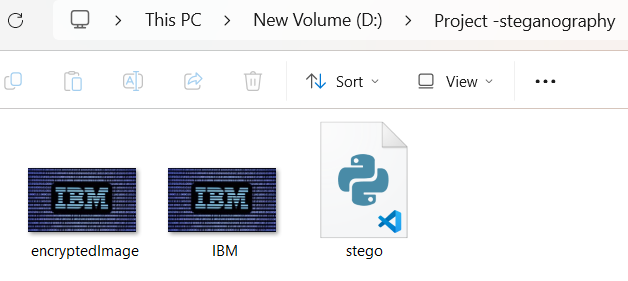 This PC > New Volume (D:) > Project -steganography
Sort View
IBM IBM
encryptedImage IBM stego